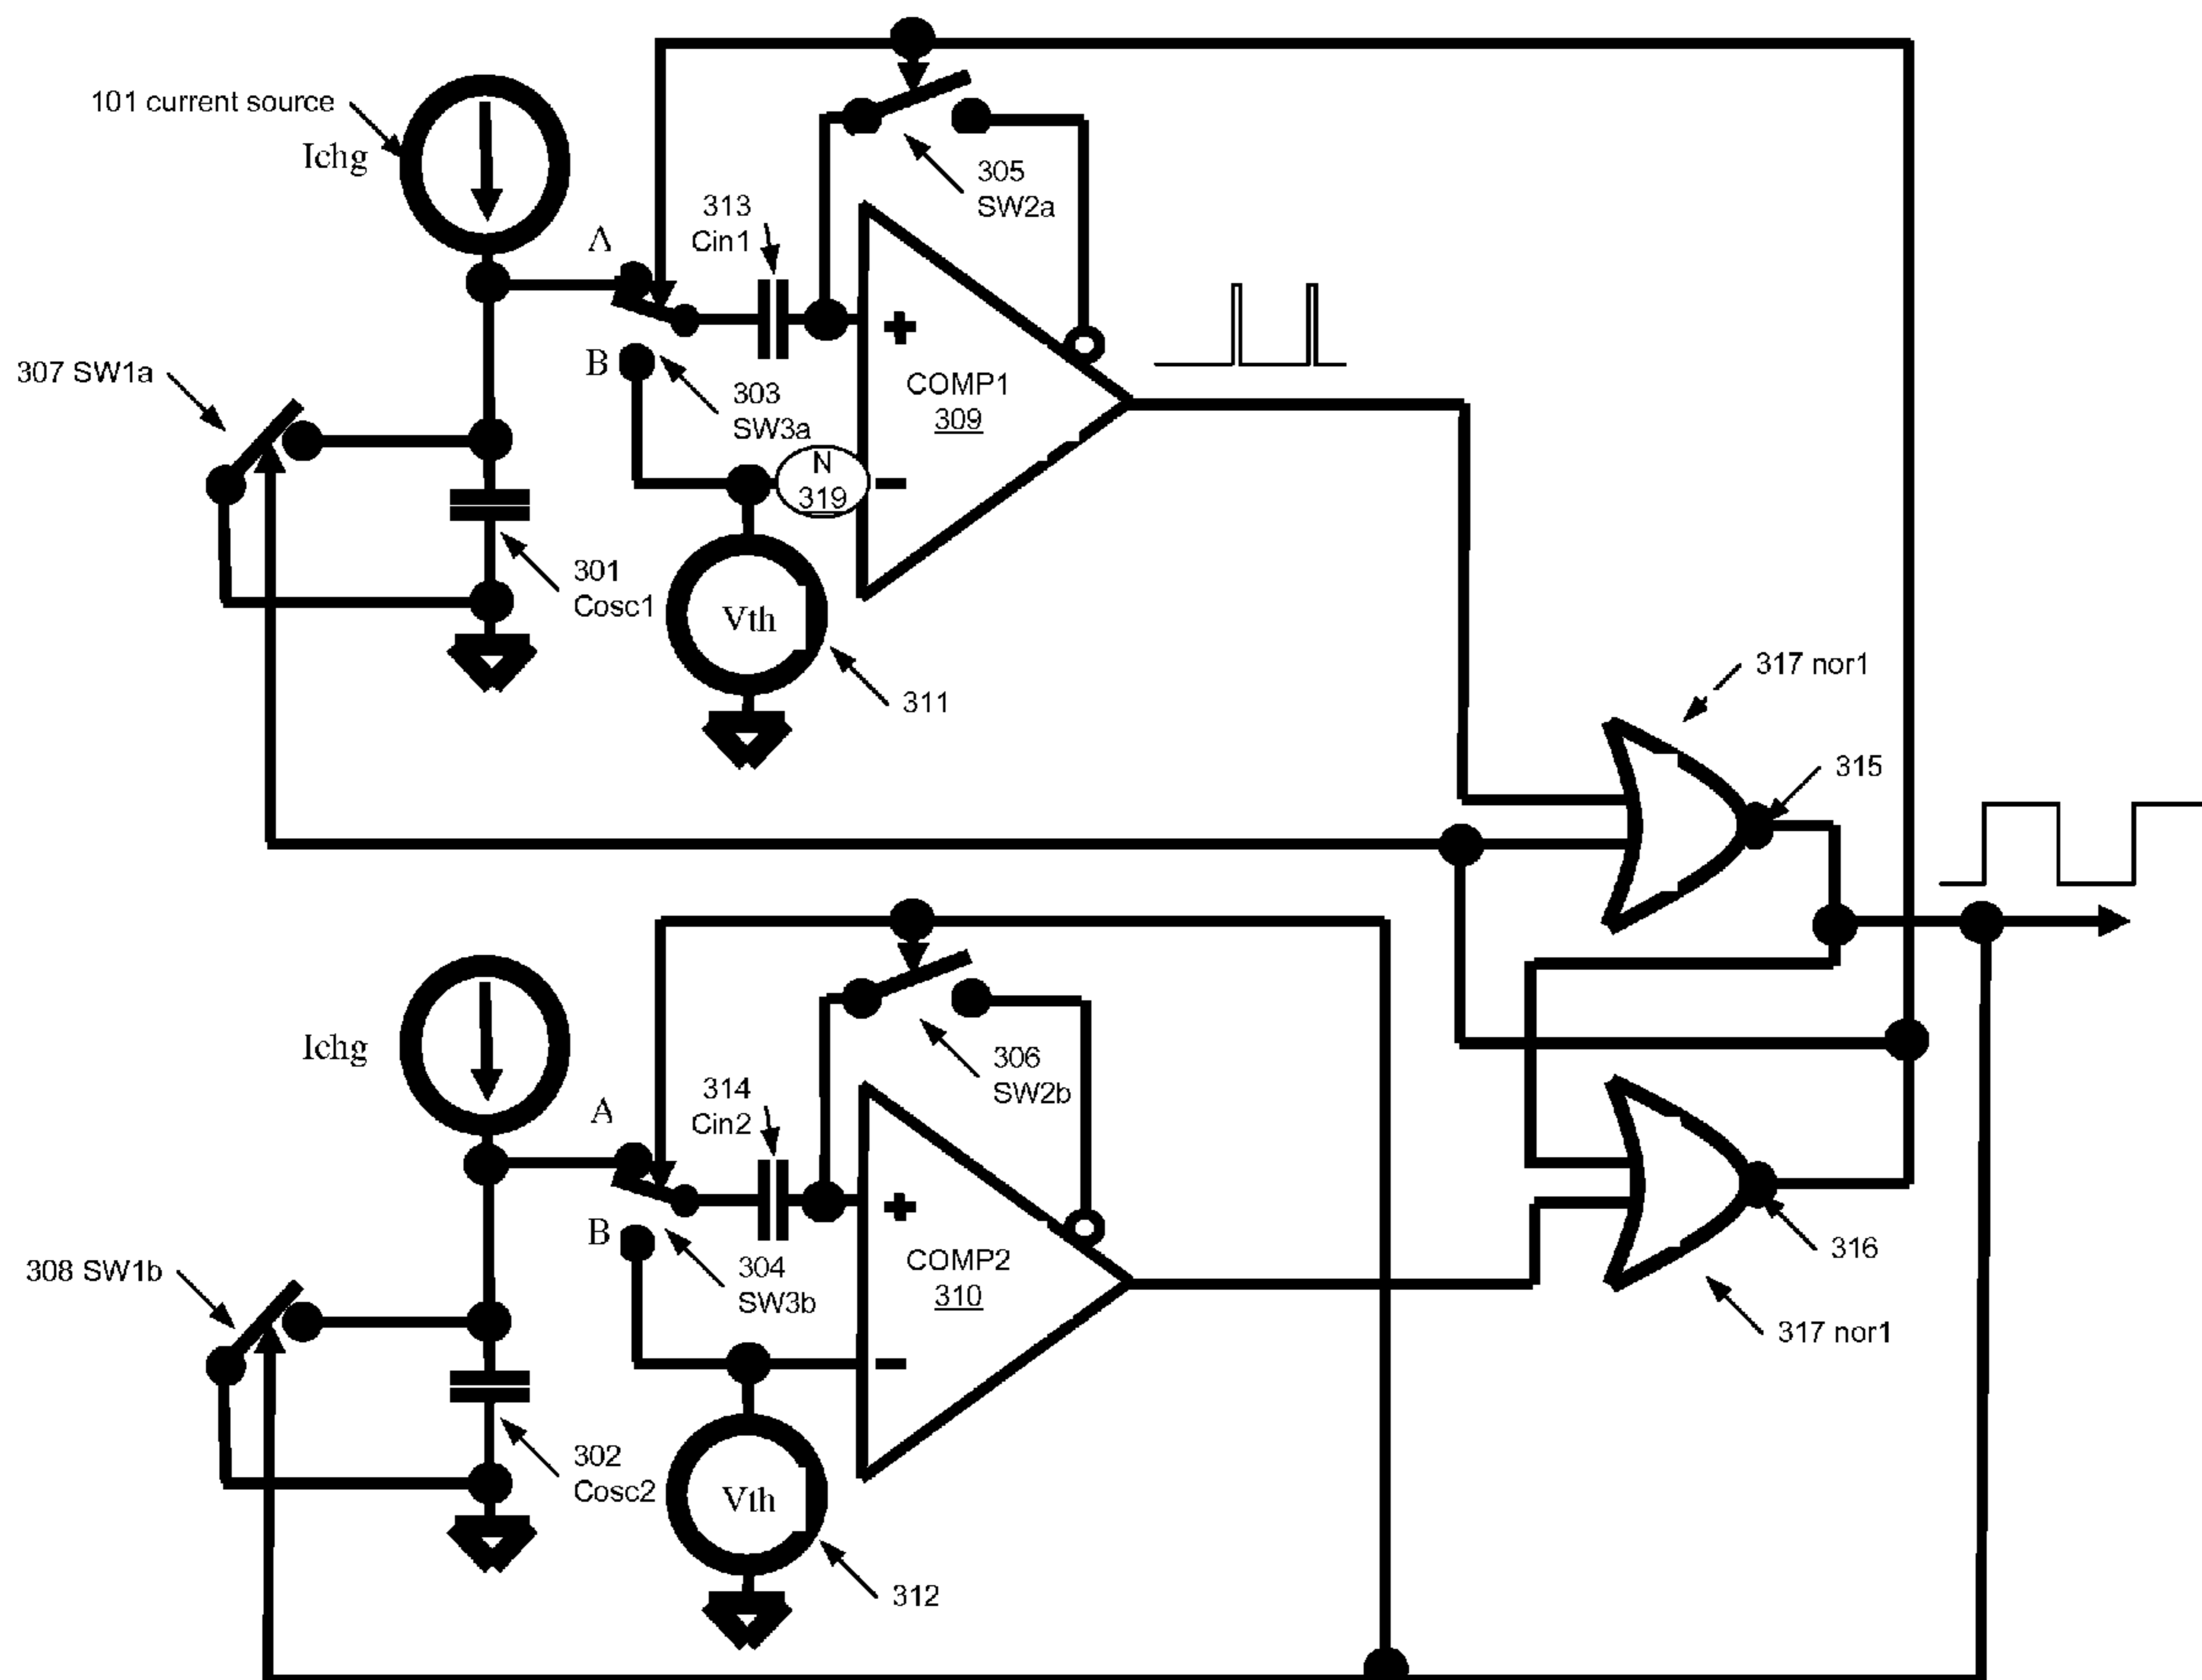 101 current source
Ichg
A
313
Cin1
305
SW2a
307 SW1a
B
303
SW3a
+
COMP1
309
N
319
-
301
Cosc1
Vth
311
317 nor1
315
Ichg
A
314
Cin2
306
SW2b
308 SW1b
B
304
SW3b
+
COMP2
310
-
316
317 nor1
302
Cosc2
Vth
312